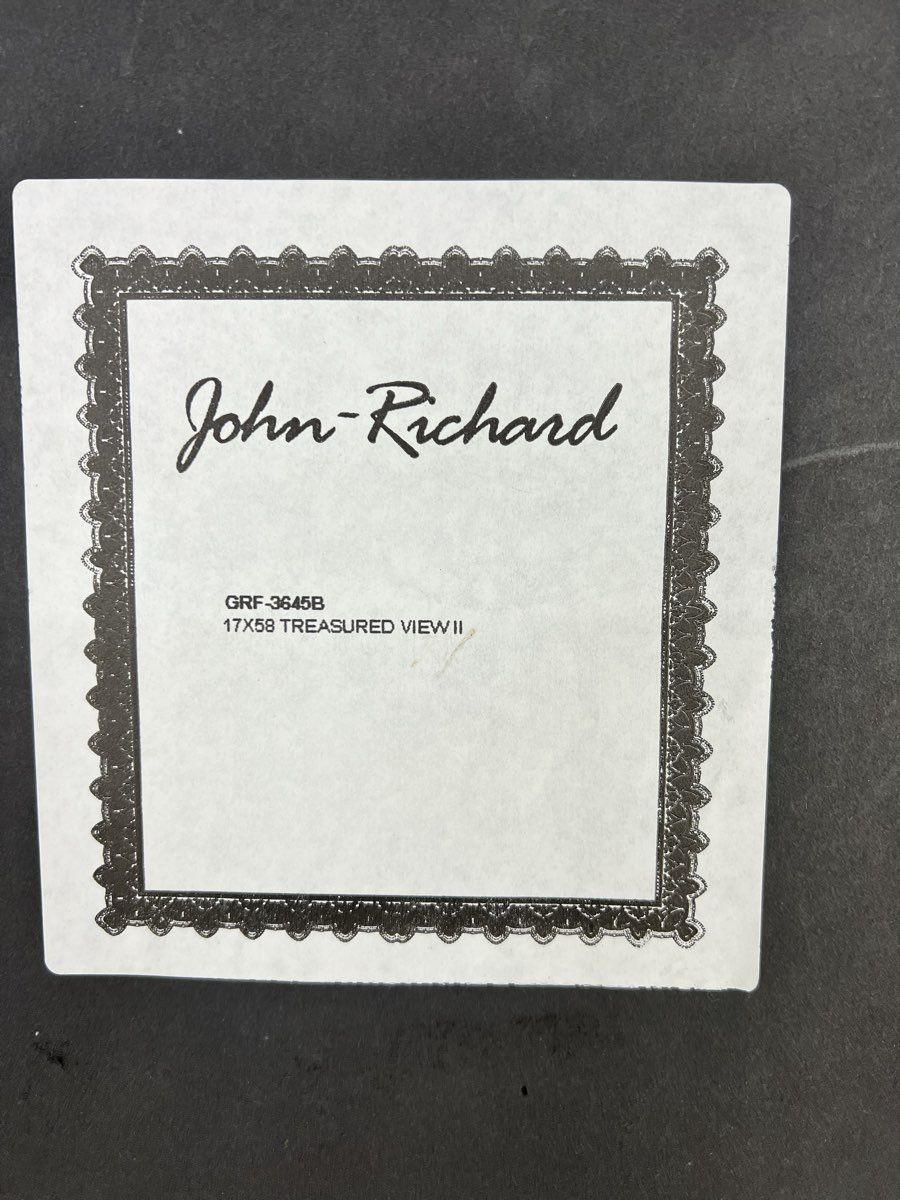 John-Richard
GRF-3645B
17X58 TREASURED VIEW II